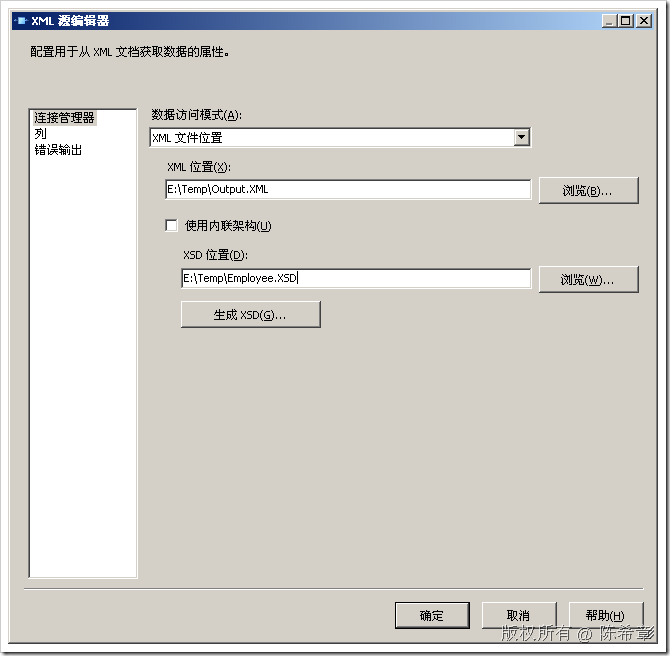 XML 源编辑器
配置用于从 XML 文档获取数据的属性。
连接管理器
列
错误输出
数据访问模式(A):
XML 文件位置
XML 位置(X):
E:\Temp\Output.XML
浏览(B)...
使用内联架构(U)
XSD 位置(D):
E:\Temp\Employee.XSD
浏览(W)...
生成 XSD(G)...
确定
取消
帮助(H)
版权所有 @ 陈希章